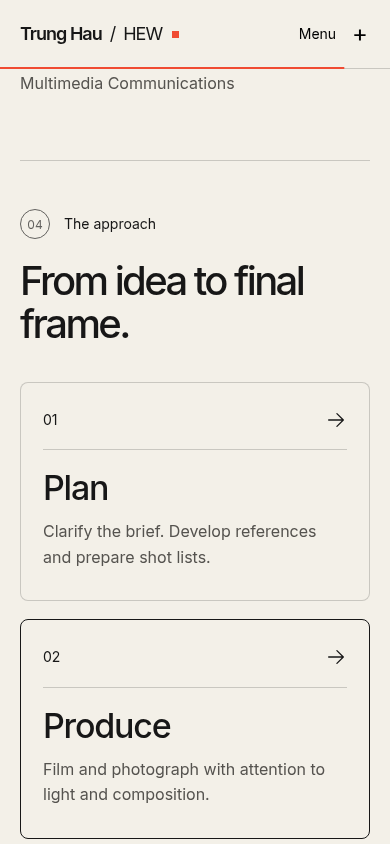 Trung Hau / HEW
Menu +
Multimedia Communications
04 The approach
From idea to final
frame.
01
Plan
Clarify the brief. Develop references
and prepare shot lists.
02
Produce
Film and photograph with attention to
light and composition.